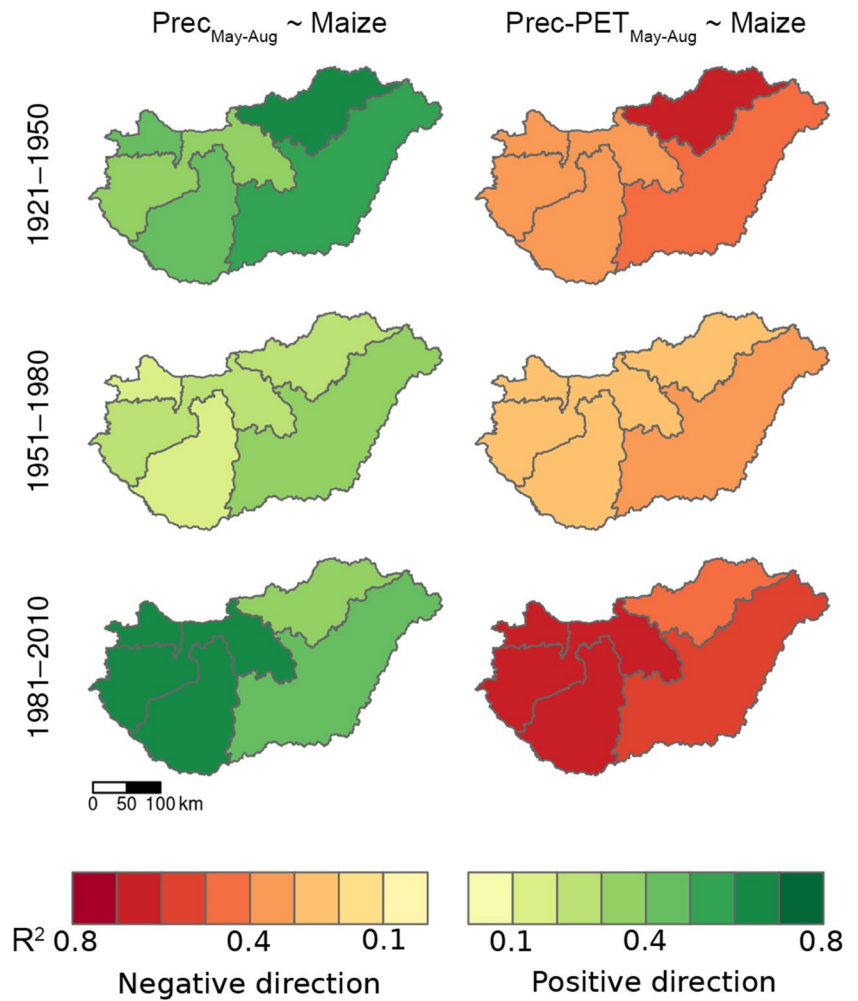 Prec May-Aug ~ Maize
Prec-PET May-Aug ~ Maize
1921–1950
1951–1980
1981–2010
0 50 100 km
R² 0.8 0.4 0.1
0.1 0.4 0.8
Negative direction
Positive direction